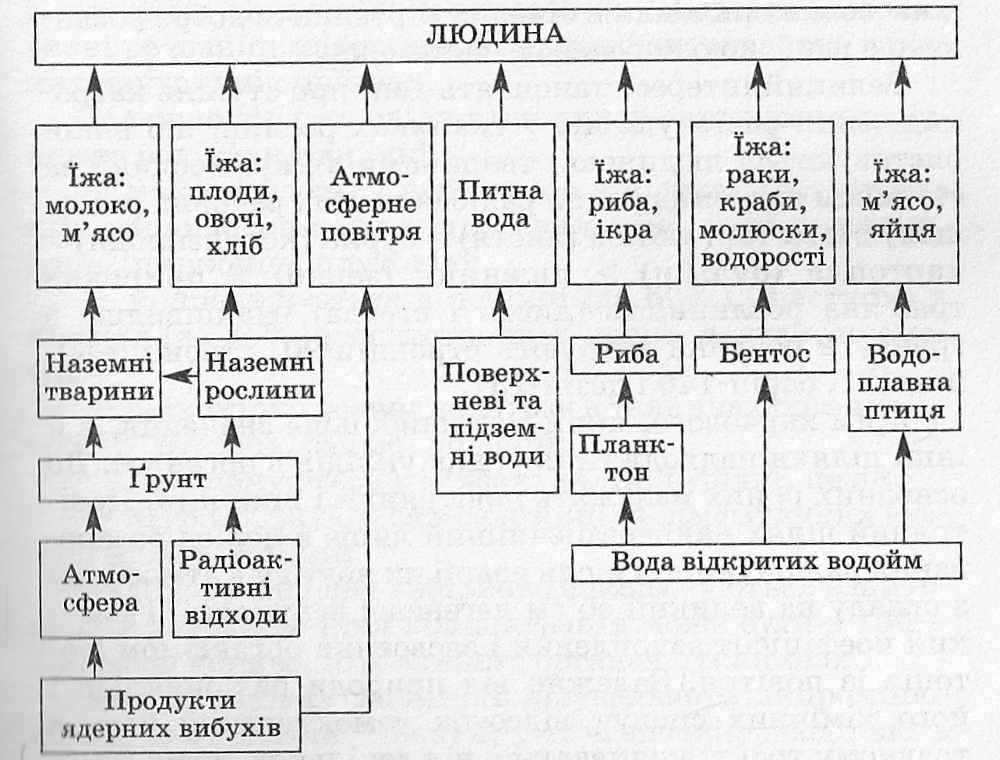 ЛЮДИНА
Їжа:
молоко,
м’ясо
Їжа:
плоди,
овочі,
хліб
Атмо-
сферне
повітря
Питна
вода
Їжа:
риба,
ікра
Їжа:
раки,
краби,
молюски,
водорості
Їжа:
м’ясо,
яйця
Наземні
тварини
Наземні
рослини
Поверх-
неві та
підзем-
ні води
Риба
Бентос
Водо-
плавна
птиця
Планк-
тон
Ґрунт
Атмо-
сфера
Радіоак-
тивні
відходи
Вода відкритих водойм
Продукти
ядерних вибухів